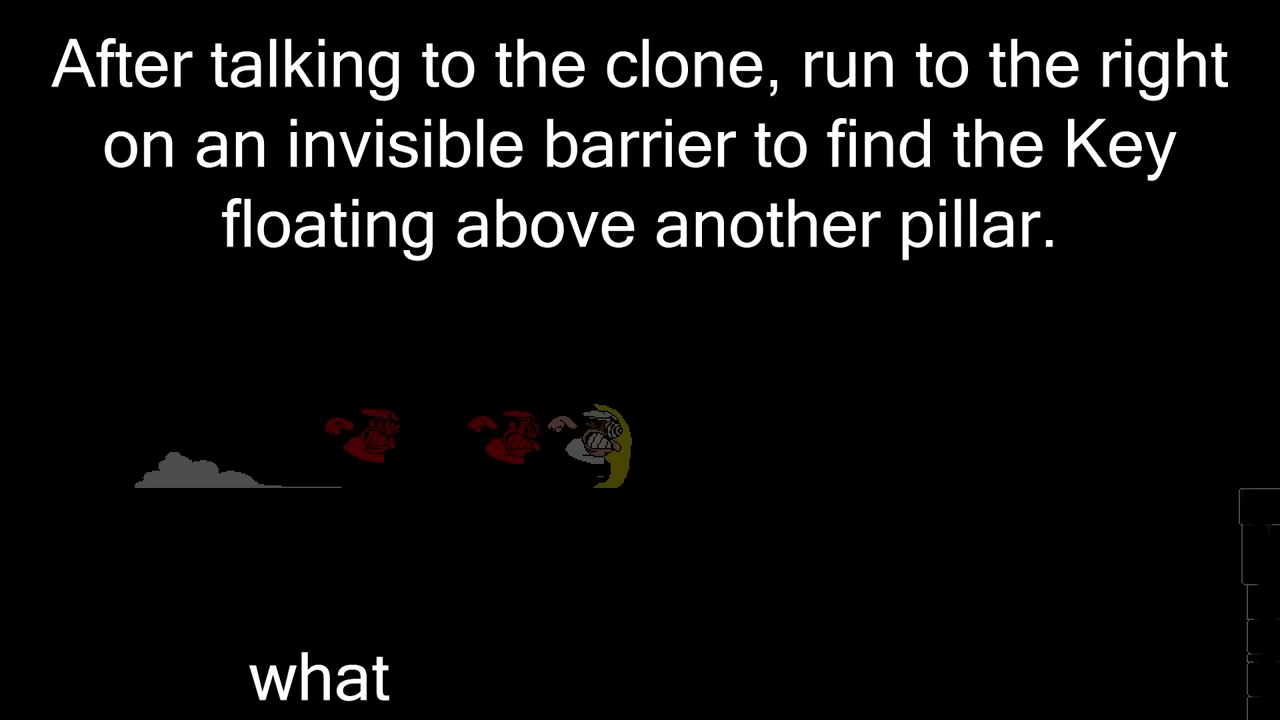 After talking to the clone, run to the right
on an invisible barrier to find the Key
floating above another pillar.
what